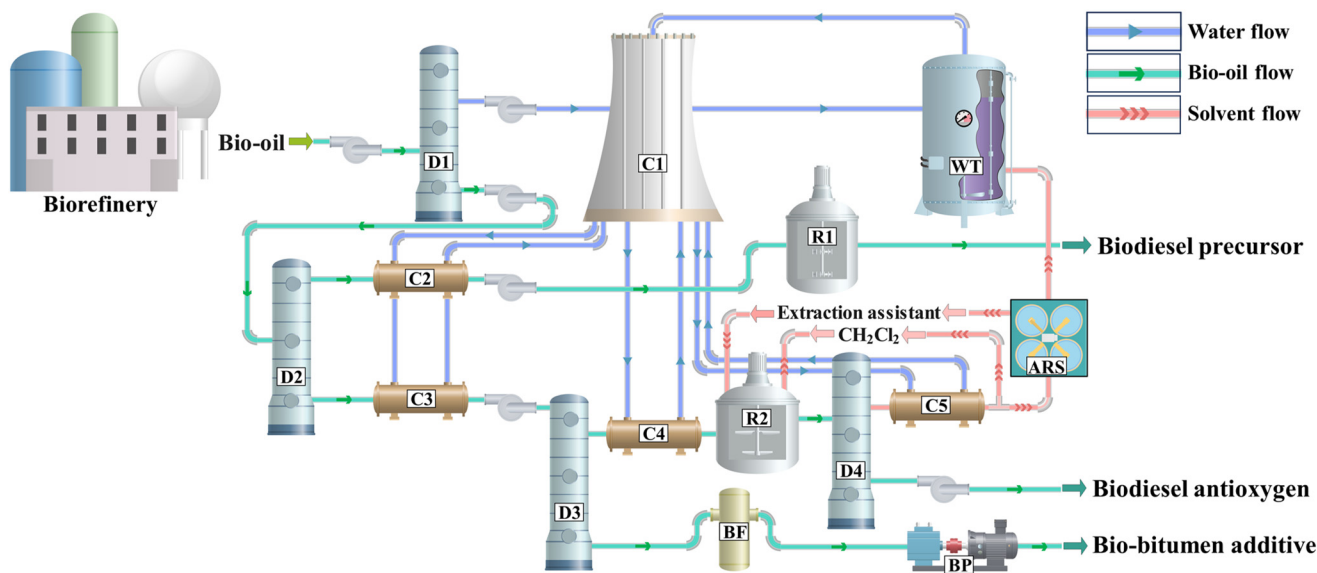 Water flow
Bio-oil flow
Solvent flow
Bio-oil
D1
C1
WT
Biorefinery
R1
Biodiesel precursor
C2
Extraction assistant
CH₂Cl₂
ARS
D2
C3
C5
R2
C4
D4
Biodiesel antioxygen
D3
BF
Bio-bitumen additive
BP